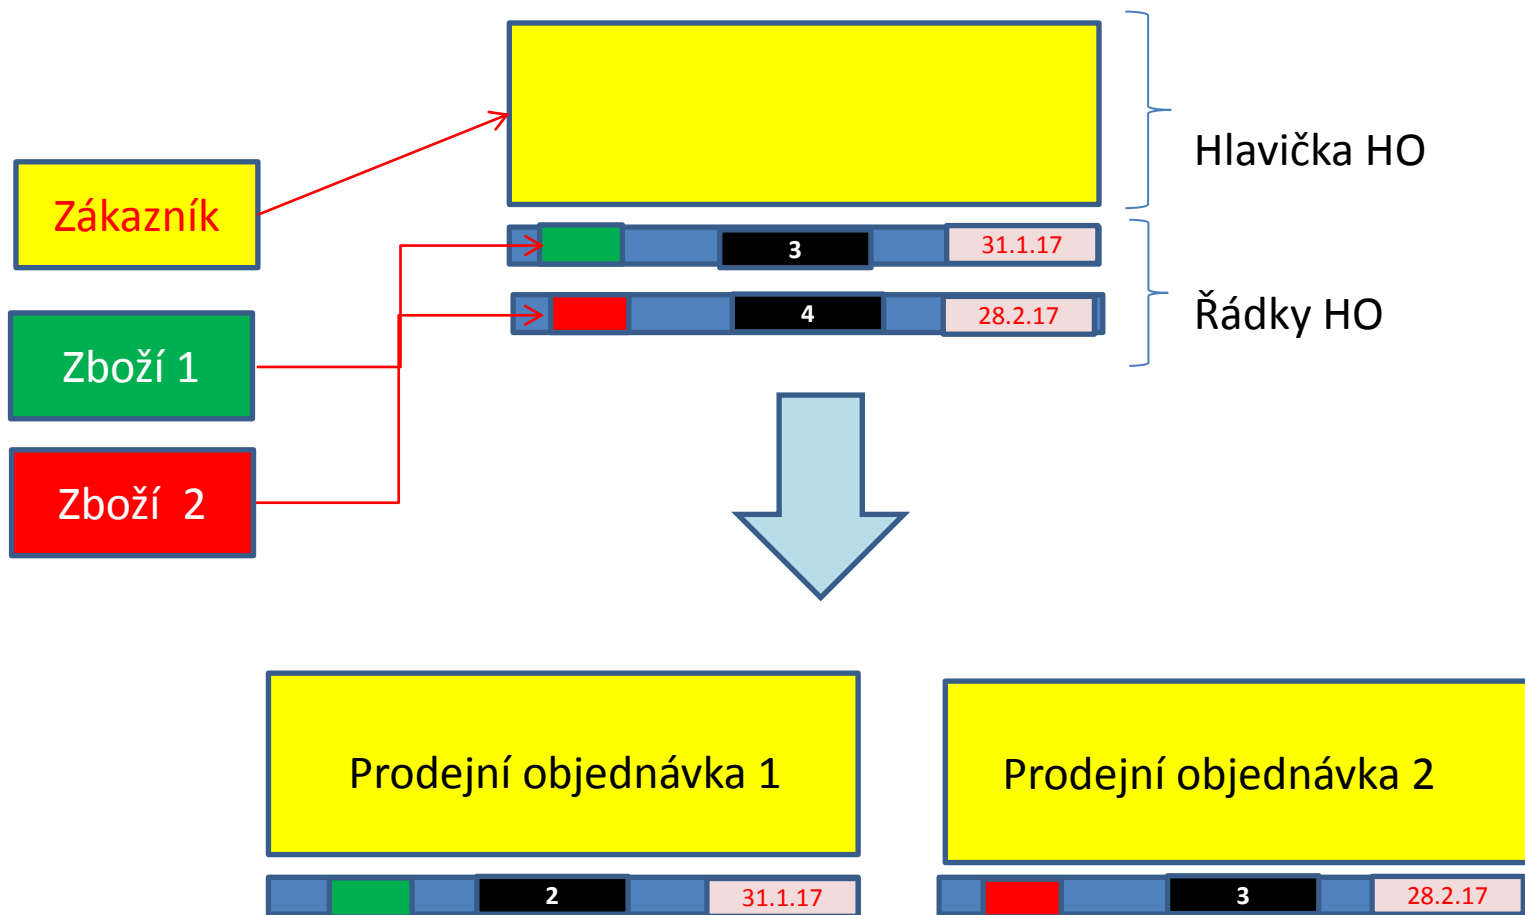 Hlavička HO
Zákazník
3
31.1.17
4
28.2.17
Řádky HO
Zboží 1
Zboží  2
Prodejní objednávka 1
Prodejní objednávka 2
2
31.1.17
3
28.2.17